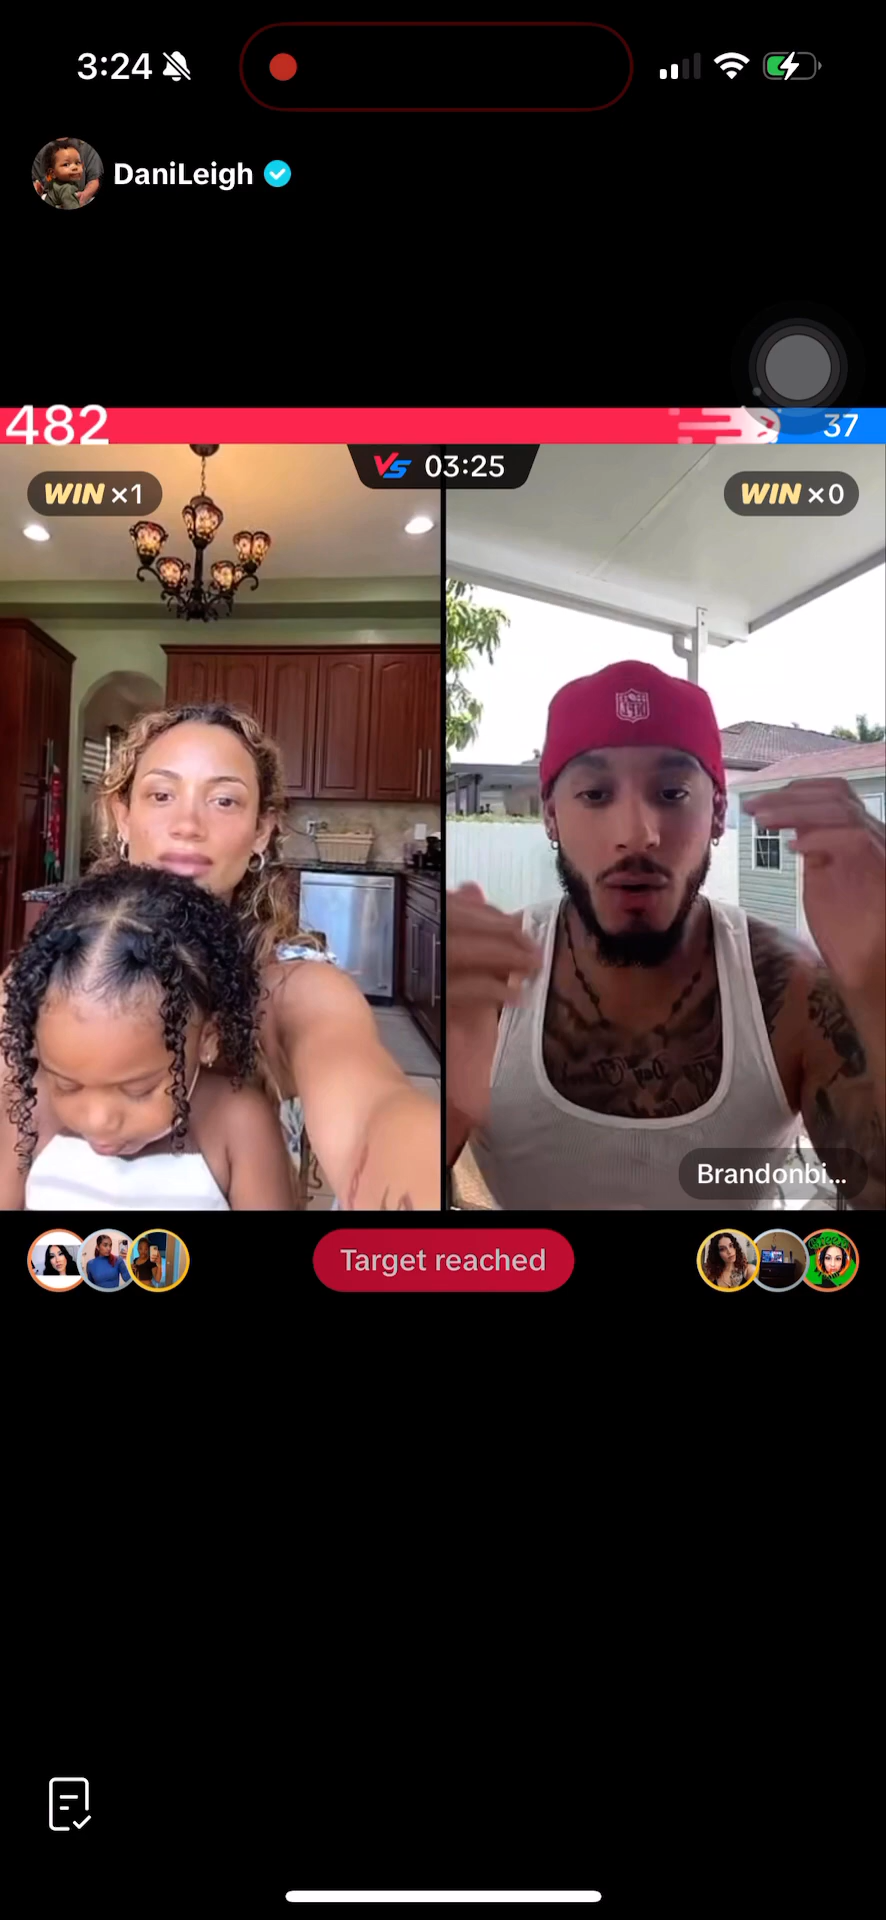 3:24
DaniLeigh
482
37
VS 03:25
WIN ×1
WIN ×0
Brandonbi...
Target reached